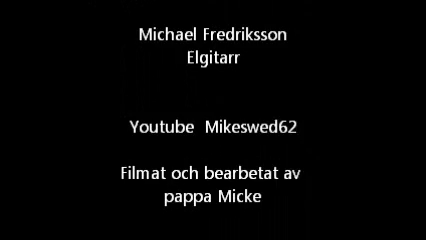 Michael Fredriksson
Elgitarr
Youtube Mikeswed62
Filmat och bearbetat av
pappa Micke